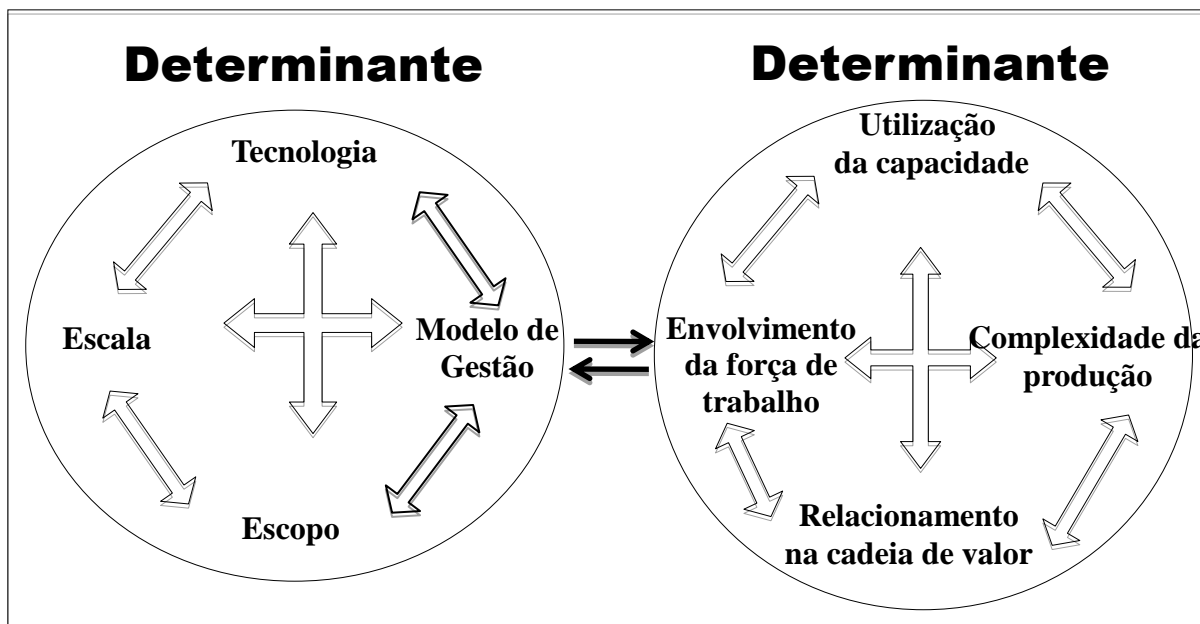 Determinante
Tecnologia
Escala
Modelo de
Gestão
Escopo
Determinante
Utilização
da capacidade
Envolvimento
da força de
trabalho
Complexidade da
produção
Relacionamento
na cadeia de valor